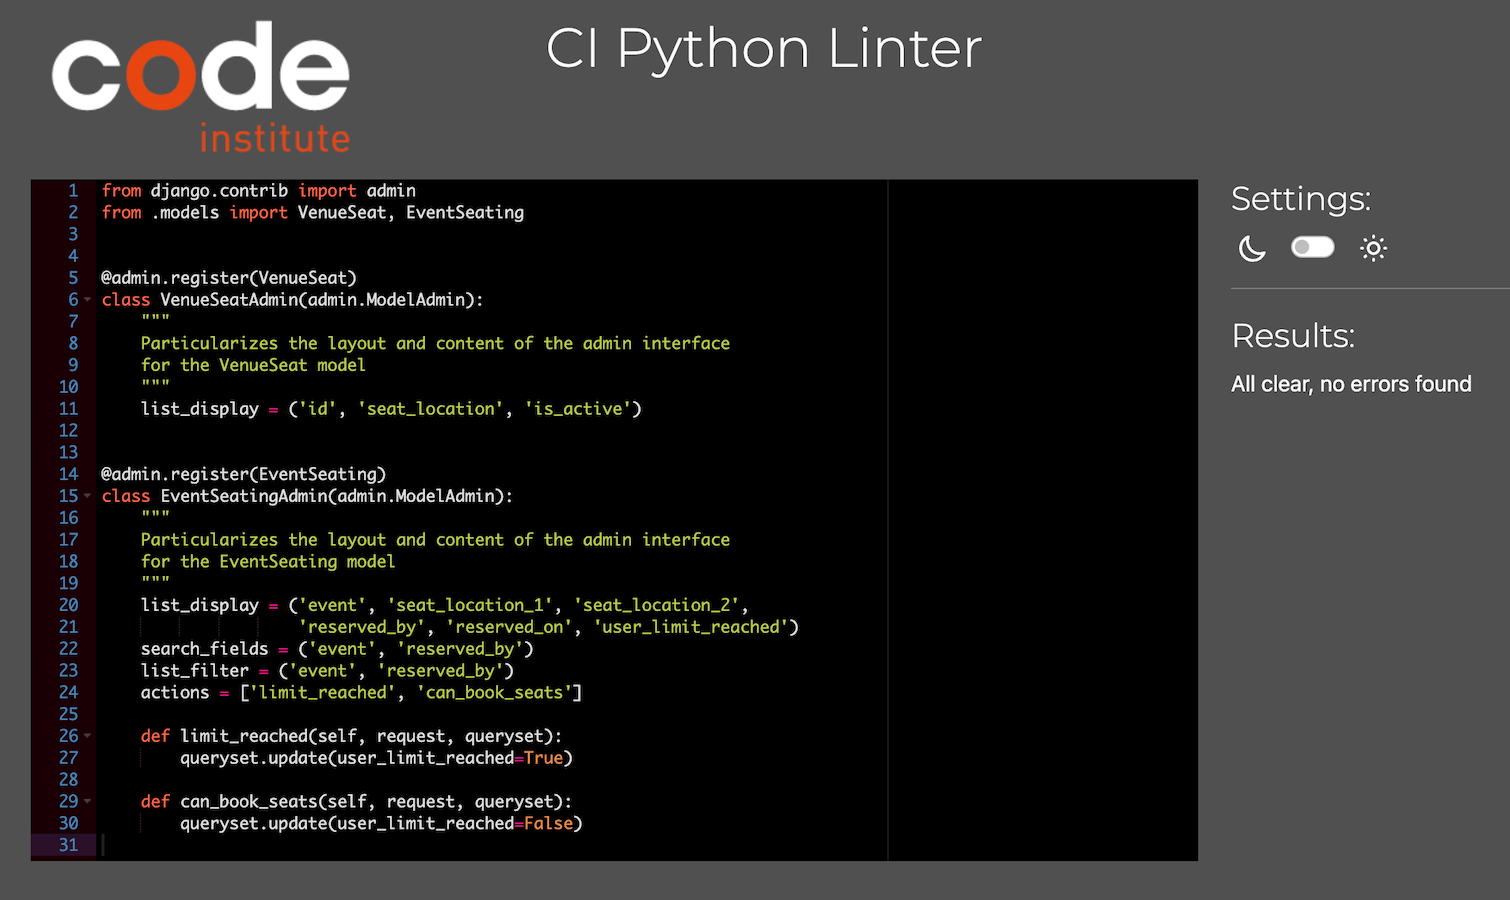 code
institute
CI Python Linter
1 from django.contrib import admin
2 from .models import VenueSeat, EventSeating
3
4
5 @admin.register(VenueSeat)
6 class VenueSeatAdmin(admin.ModelAdmin):
7     """
8     Particularizes the layout and content of the admin interface
9     for the VenueSeat model
10     """
11     list_display = ('id', 'seat_location', 'is_active')
12
13
14 @admin.register(EventSeating)
15 class EventSeatingAdmin(admin.ModelAdmin):
16     """
17     Particularizes the layout and content of the admin interface
18     for the EventSeating model
19     """
20     list_display = ('event', 'seat_location_1', 'seat_location_2',
21                     'reserved_by', 'reserved_on', 'user_limit_reached')
22     search_fields = ('event', 'reserved_by')
23     list_filter = ('event', 'reserved_by')
24     actions = ['limit_reached', 'can_book_seats']
25
26     def limit_reached(self, request, queryset):
27         queryset.update(user_limit_reached=True)
28
29     def can_book_seats(self, request, queryset):
30         queryset.update(user_limit_reached=False)
31
Settings:
Results:
All clear, no errors found